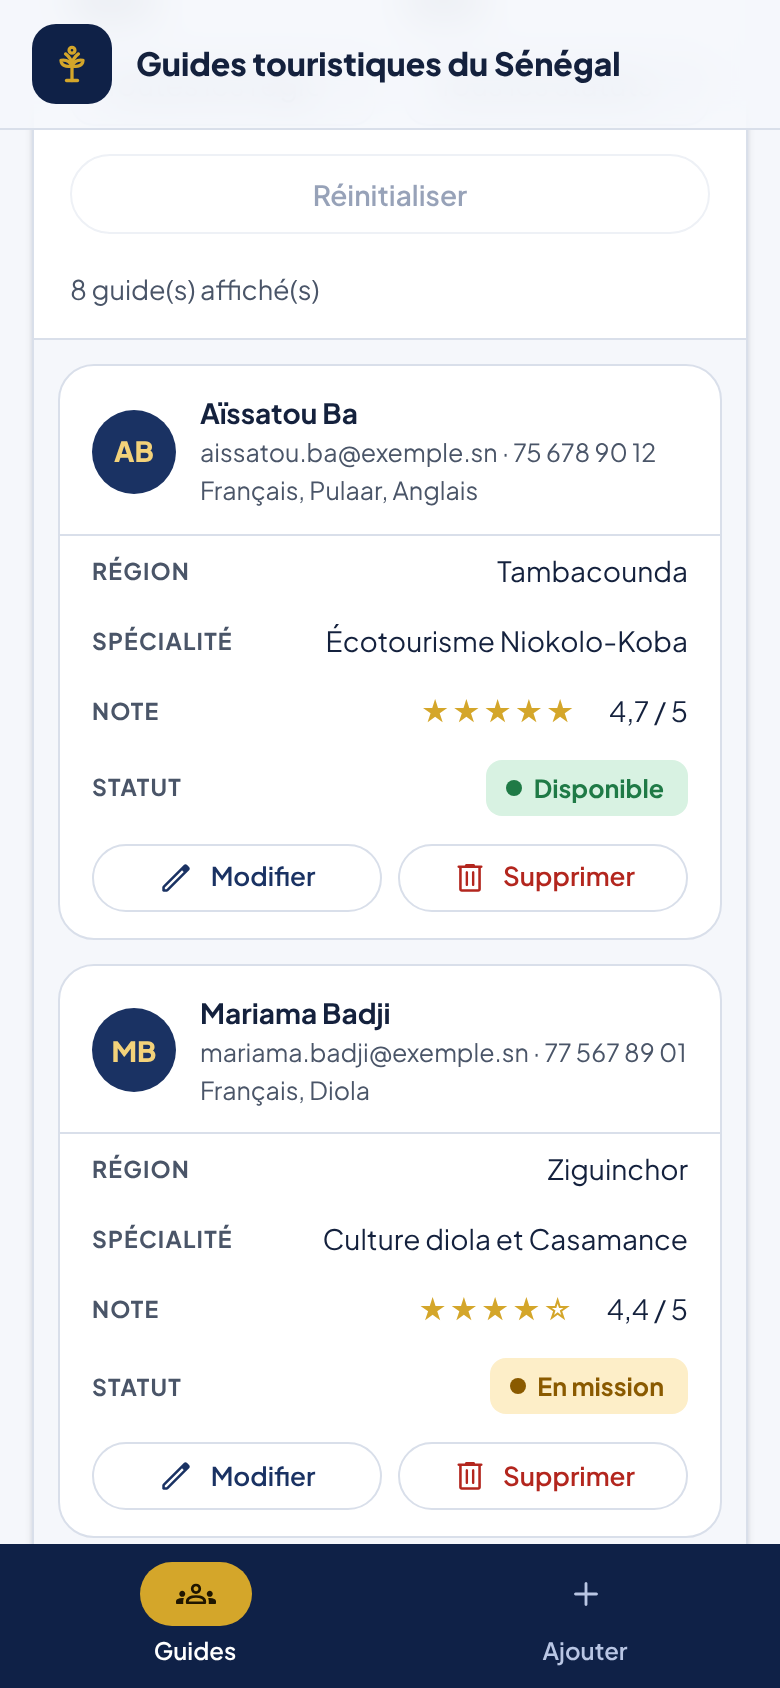 Guides touristiques du Sénégal
Réinitialiser
8 guide(s) affiché(s)
AB
Aïssatou Ba
aissatou.ba@exemple.sn · 75 678 90 12
Français, Pulaar, Anglais
RÉGION Tambacounda
SPÉCIALITÉ Écotourisme Niokolo-Koba
NOTE ★★★★★ 4,7 / 5
STATUT Disponible
Modifier Supprimer
MB
Mariama Badji
mariama.badji@exemple.sn · 77 567 89 01
Français, Diola
RÉGION Ziguinchor
SPÉCIALITÉ Culture diola et Casamance
NOTE ★★★★☆ 4,4 / 5
STATUT En mission
Modifier Supprimer
Guides Ajouter